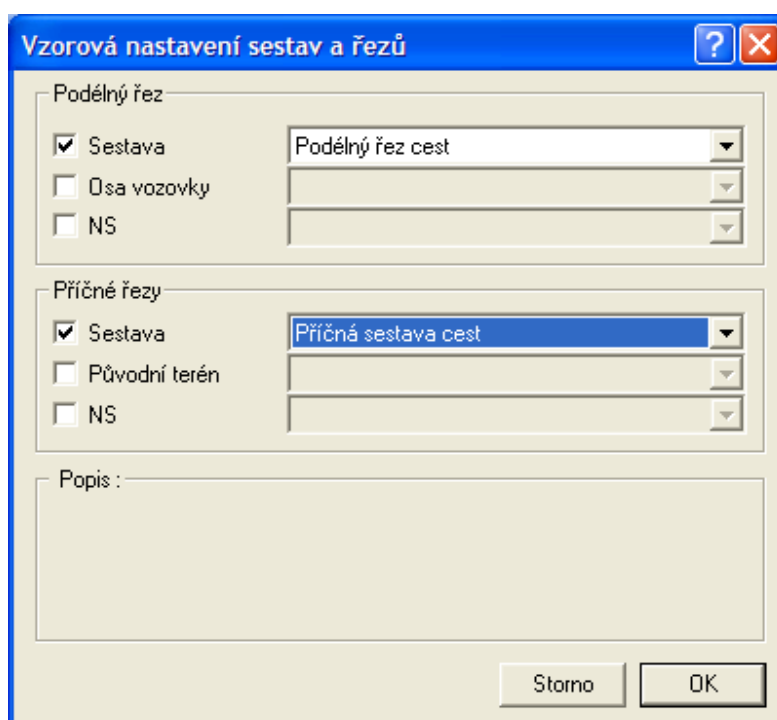 Vzorová nastavení sestav a řezů
Podélný řez
Sestava Podélný řez cest
Osa vozovky
NS
Příčné řezy
Sestava Příčná sestava cest
Původní terén
NS
Popis :
Storno OK